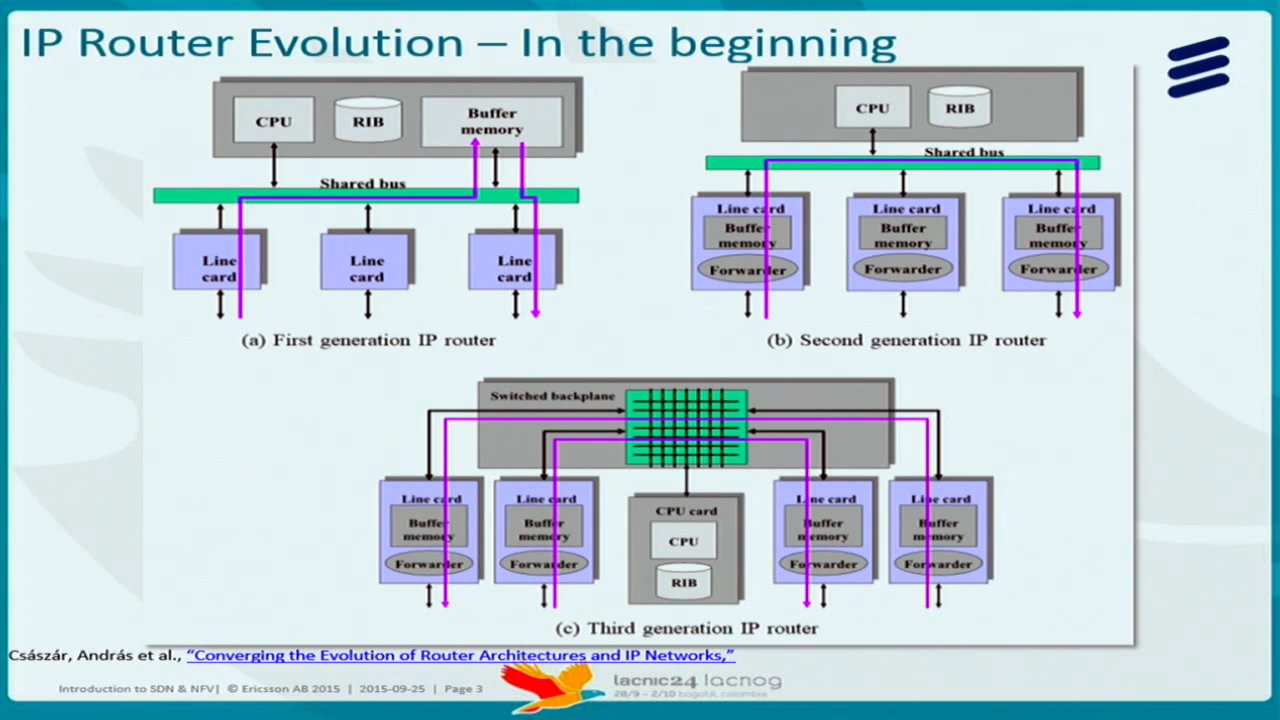 IP Router Evolution – In the beginning
CPU
RIB
Buffer
memory
Shared bus
Line
card
Line
card
Line
card
(a) First generation IP router
CPU
RIB
Shared bus
Line card
Buffer
memory
Forwarder
Line card
Buffer
memory
Forwarder
Line card
Buffer
memory
Forwarder
(b) Second generation IP router
Switched backplane
Line card
Buffer
memory
Forwarder
Line card
Buffer
memory
Forwarder
CPU card
CPU
RIB
Line card
Buffer
memory
Forwarder
Line card
Buffer
memory
Forwarder
(c) Third generation IP router
Császár, András et al., “Converging the Evolution of Router Architectures and IP Networks,”
Introduction to SDN & NFV| © Ericsson AB 2015 | 2015-09-25 | Page 3
lacnic24 lacnog
28/9 – 2/10 bogotá, colombia